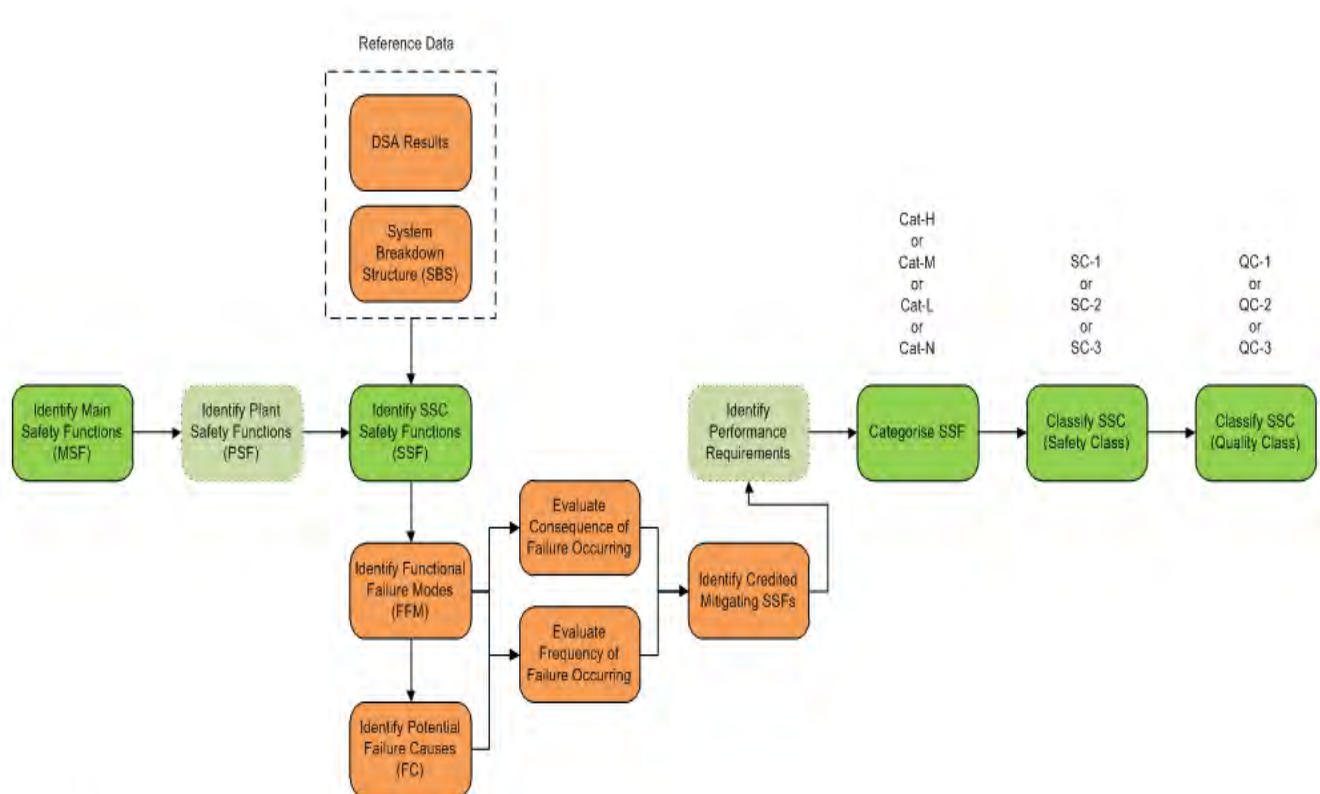 Reference Data
DSA Results
System
Breakdown
Structure (SBS)
Cat-H
or
Cat-M
or
Cat-L
or
Cat-N
SC-1
or
SC-2
or
SC-3
QC-1
or
QC-2
or
QC-3
Identify Main
Safety Functions
(MSF)
Identify Plant
Safety Functions
(PSF)
Identify SSC
Safety Functions
(SSF)
Identify
Performance
Requirements
Categorise SSF
Classify SSC
(Safety Class)
Classify SSC
(Quality Class)
Evaluate
Consequence of
Failure Occurring
Identify Functional
Failure Modes
(FFM)
Identify Credited
Mitigating SSFs
Evaluate
Frequency of
Failure Occurring
Identify Potential
Failure Causes
(FC)